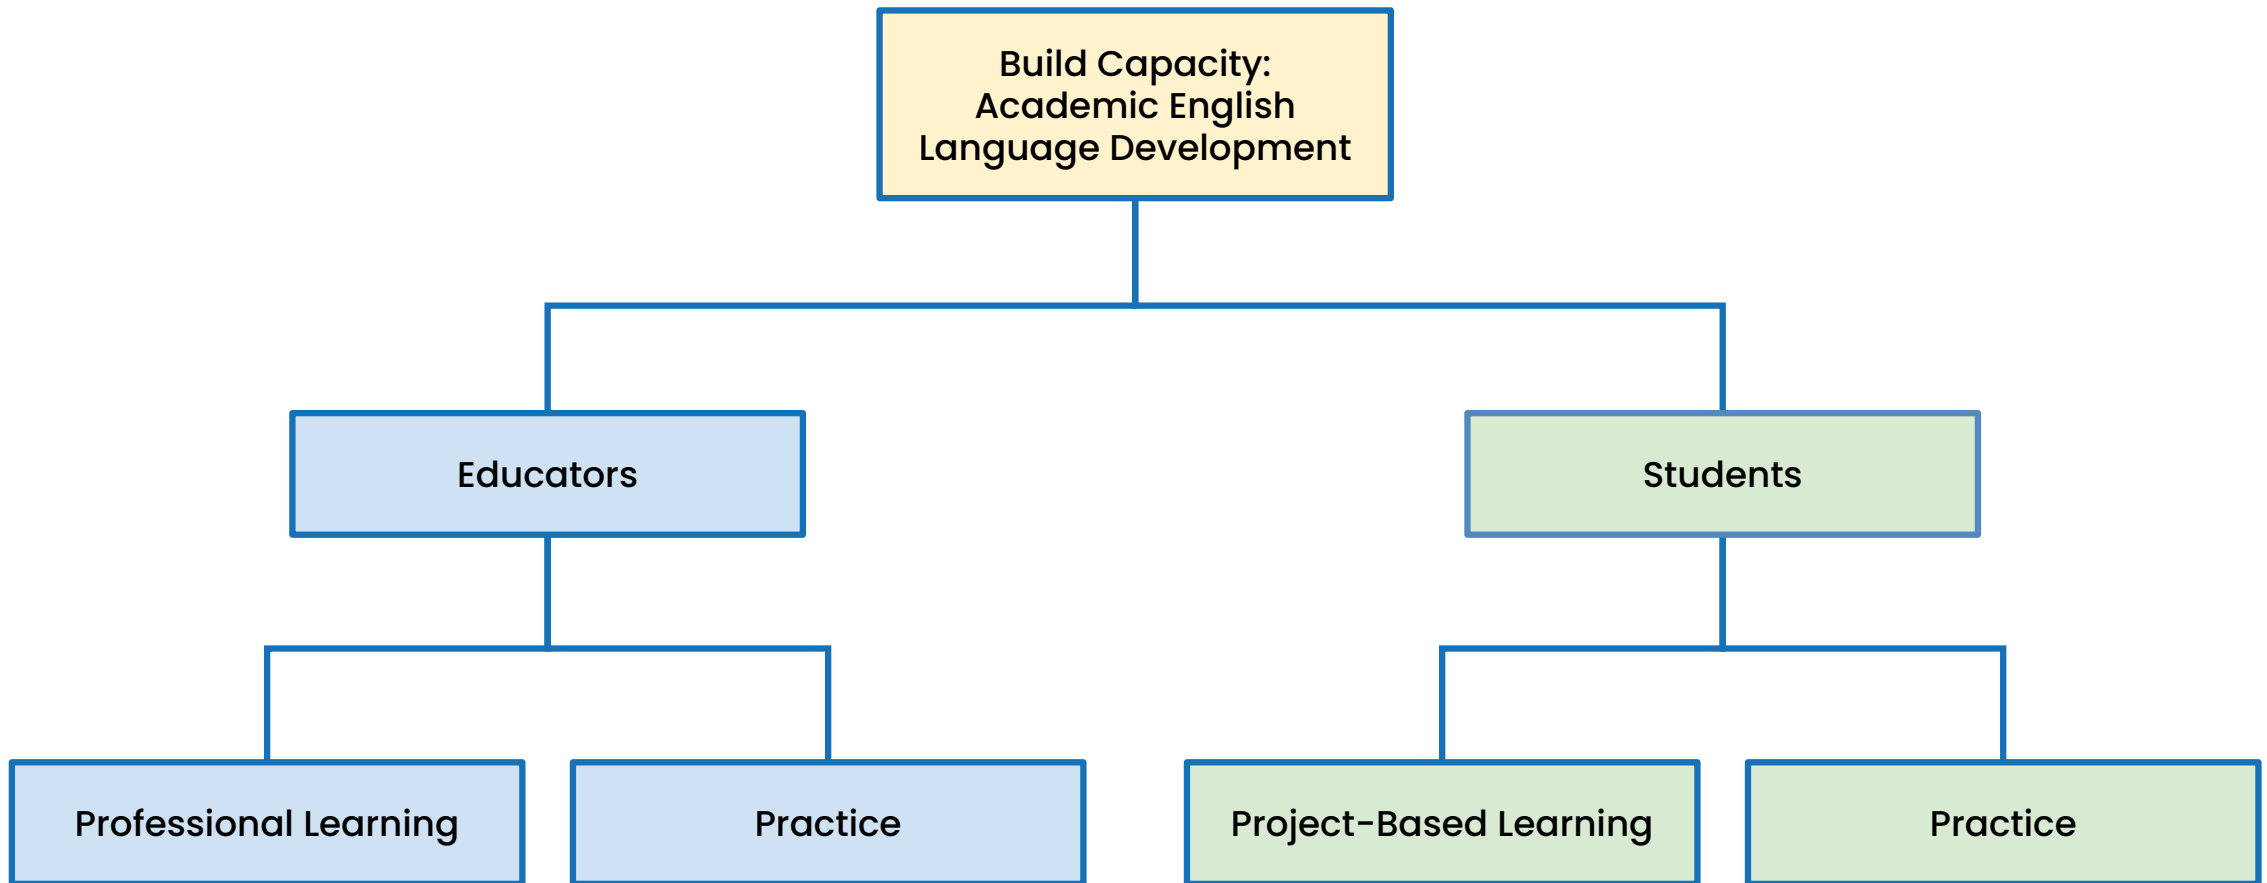 Build Capacity:
Academic English
Language Development
Educators
Students
Professional Learning
Practice
Project-Based Learning
Practice